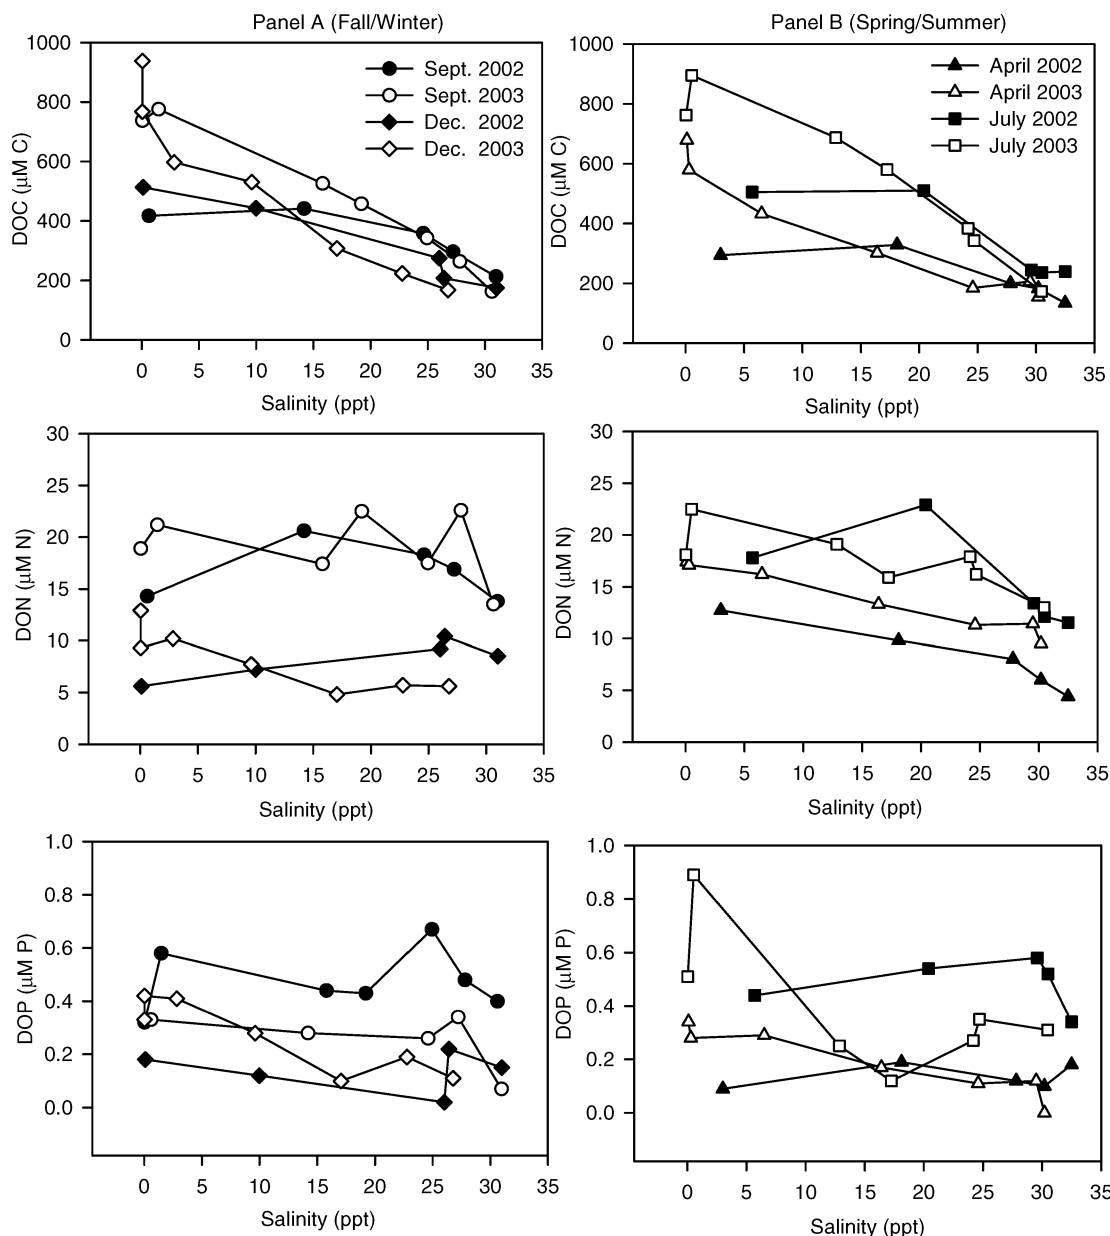 Panel A (Fall/Winter)
Panel B (Spring/Summer)
1000
800
600
400
200
0
DOC (μM C)
Sept. 2002
Sept. 2003
Dec. 2002
Dec. 2003
0 5 10 15 20 25 30 35
Salinity (ppt)
1000
800
600
400
200
0
DOC (μM C)
April 2002
April 2003
July 2002
July 2003
0 5 10 15 20 25 30 35
Salinity (ppt)
30
25
20
15
10
5
0
DON (μM N)
0 5 10 15 20 25 30 35
Salinity (ppt)
30
25
20
15
10
5
0
DON (μM N)
0 5 10 15 20 25 30 35
Salinity (ppt)
1.0
0.8
0.6
0.4
0.2
0.0
DOP (μM P)
0 5 10 15 20 25 30 35
Salinity (ppt)
1.0
0.8
0.6
0.4
0.2
0.0
DOP (μM P)
0 5 10 15 20 25 30 35
Salinity (ppt)